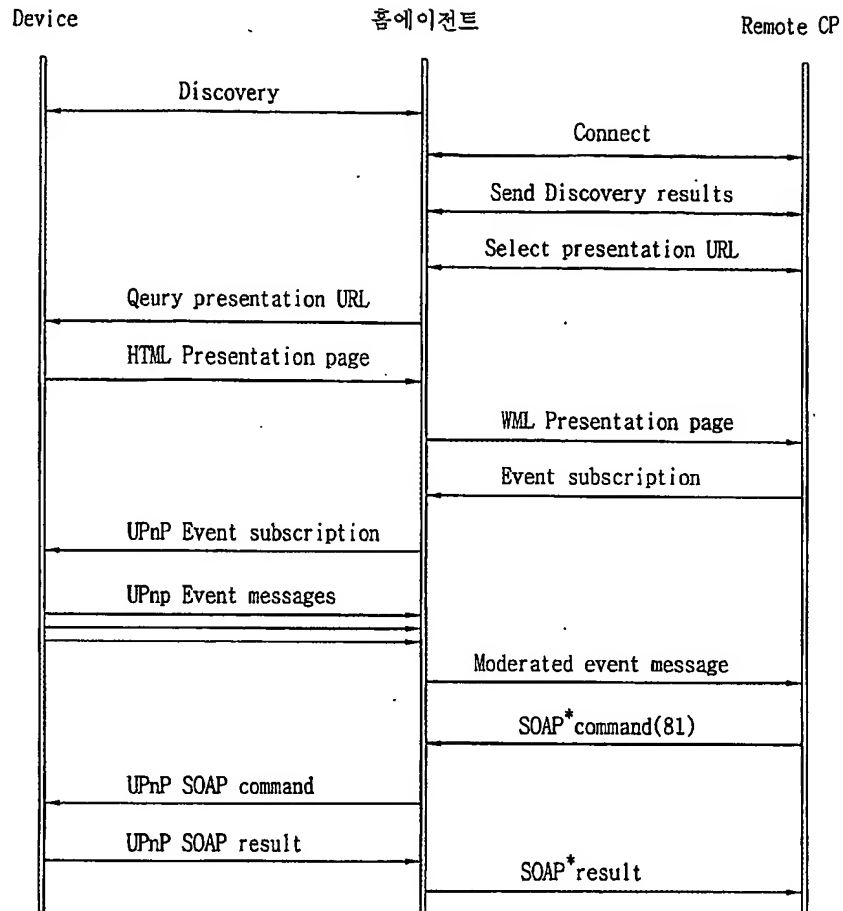 Device
홈에이전트
Remote CP
Discovery
Connect
Send Discovery results
Select presentation URL
Qeury presentation URL
HTML Presentation page
WML Presentation page
Event subscription
UPnP Event subscription
UPnp Event messages
Moderated event message
SOAP*command(81)
UPnP SOAP command
UPnP SOAP result
SOAP*result